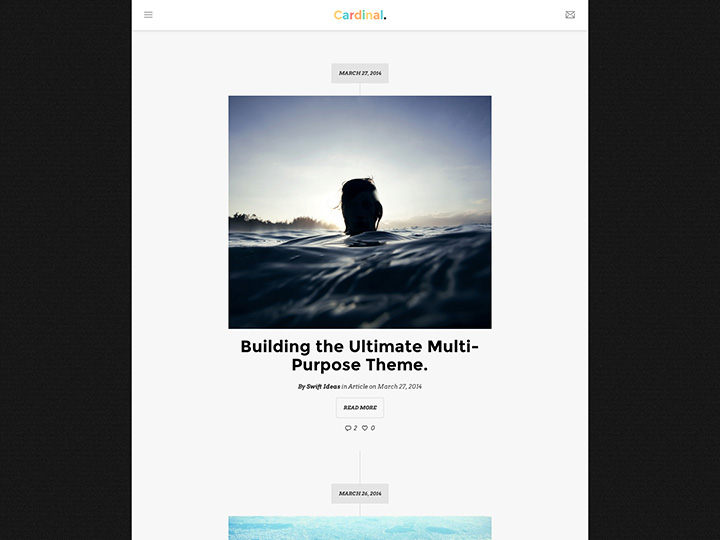 Cardinal.
MARCH 27, 2014
Building the Ultimate Multi-
Purpose Theme.
By Swift Ideas in Article on March 27, 2014
READ MORE
2 0
MARCH 26, 2014